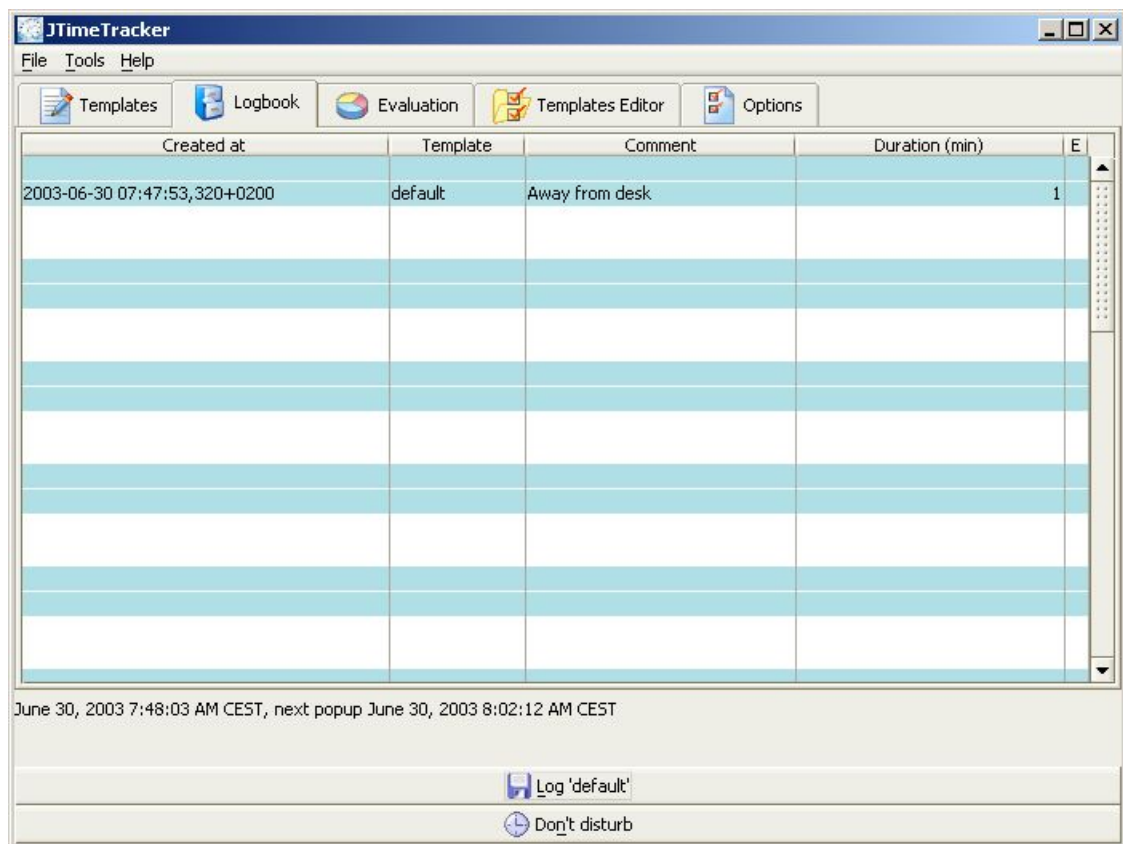 JTimeTracker
File Tools Help
Templates Logbook Evaluation Templates Editor Options
Created at Template Comment Duration (min) E
2003-06-30 07:47:53,320+0200 default Away from desk 1
June 30, 2003 7:48:03 AM CEST, next popup June 30, 2003 8:02:12 AM CEST
Log 'default'
Don't disturb